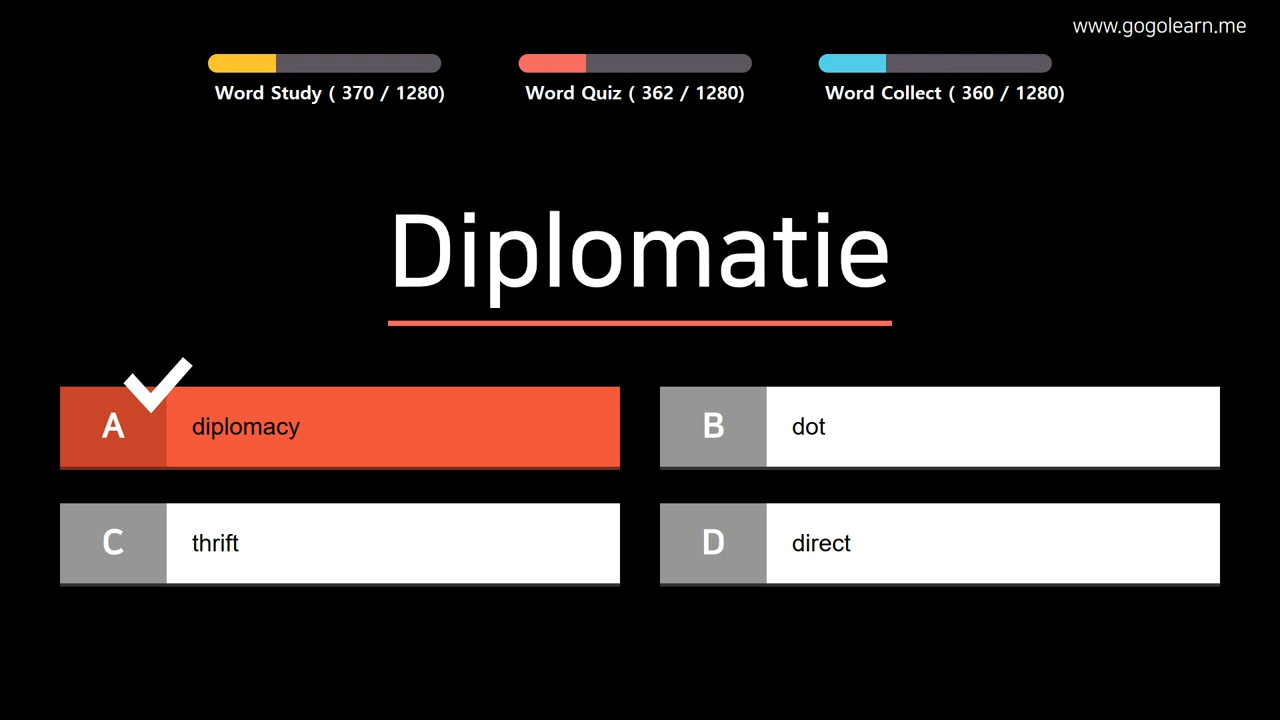 www.gogolearn.me
Word Study ( 370 / 1280)
Word Quiz ( 362 / 1280)
Word Collect ( 360 / 1280)
Diplomatie
A diplomacy
B dot
C thrift
D direct